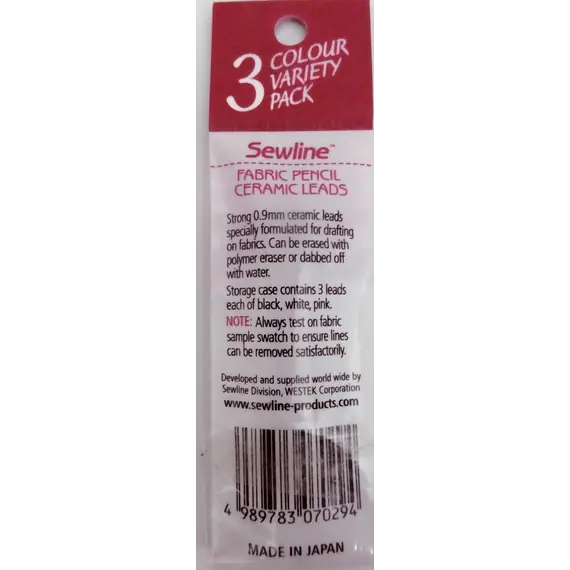 3 COLOUR
VARIETY
PACK
Sewline™
FABRIC PENCIL
CERAMIC LEADS
Strong 0.9mm ceramic leads
specially formulated for drafting
on fabrics. Can be erased with
polymer eraser or dabbed off
with water.
Storage case contains 3 leads
each of black, white, pink.
NOTE: Always test on fabric
sample swatch to ensure lines
can be removed satisfactorily.
Developed and supplied world wide by
Sewline Division, WESTEK Corporation
www.sewline-products.com
4 989783 070294
MADE IN JAPAN